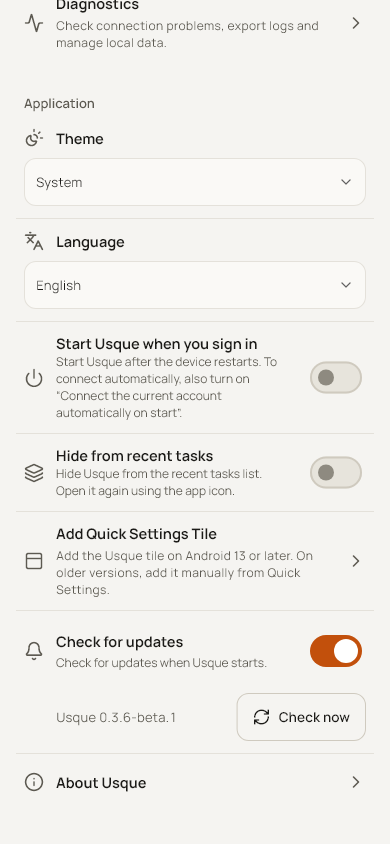 Diagnostics
Check connection problems, export logs and
manage local data.
Application
Theme
System
Language
English
Start Usque when you sign in
Start Usque after the device restarts. To
connect automatically, also turn on
"Connect the current account
automatically on start".
Hide from recent tasks
Hide Usque from the recent tasks list.
Open it again using the app icon.
Add Quick Settings Tile
Add the Usque tile on Android 13 or later. On
older versions, add it manually from Quick
Settings.
Check for updates
Check for updates when Usque starts.
Usque 0.3.6-beta.1
Check now
About Usque